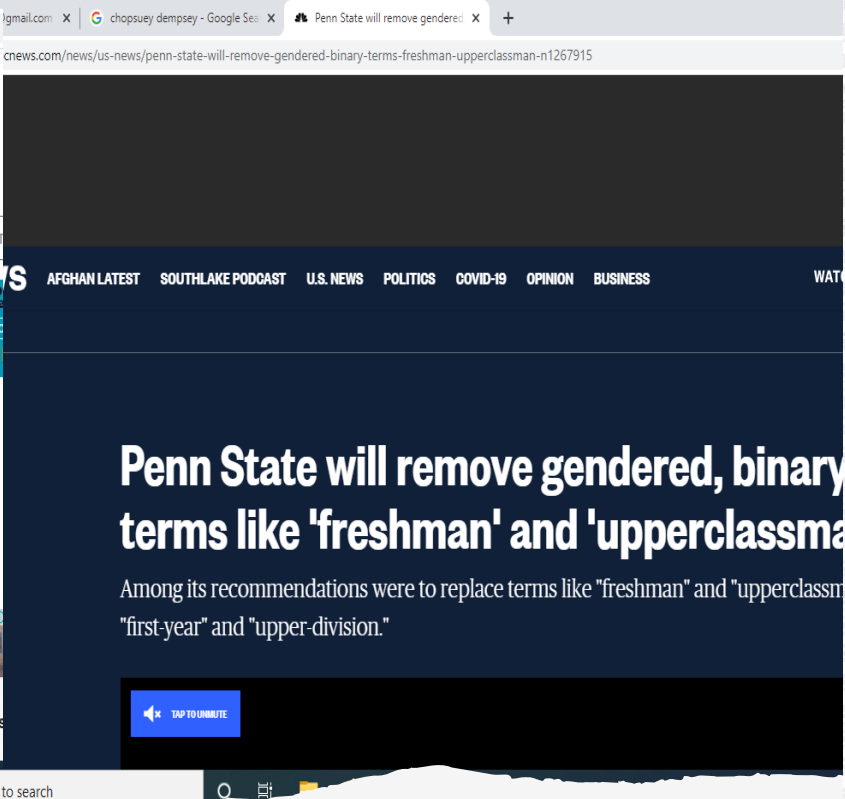 )gmail.com X G chopsuey dempsey - Google Sea X Penn State will remove gendered X +
cnews.com/news/us-news/penn-state-will-remove-gendered-binary-terms-freshman-upperclassman-n1267915
/S AFGHAN LATEST SOUTHLAKE PODCAST U.S. NEWS POLITICS COVID-19 OPINION BUSINESS WATC
Penn State will remove gendered, binary
terms like 'freshman' and 'upperclassma
Among its recommendations were to replace terms like "freshman" and "upperclassm
"first-year" and "upper-division."
TAP TO UNMUTE
to search